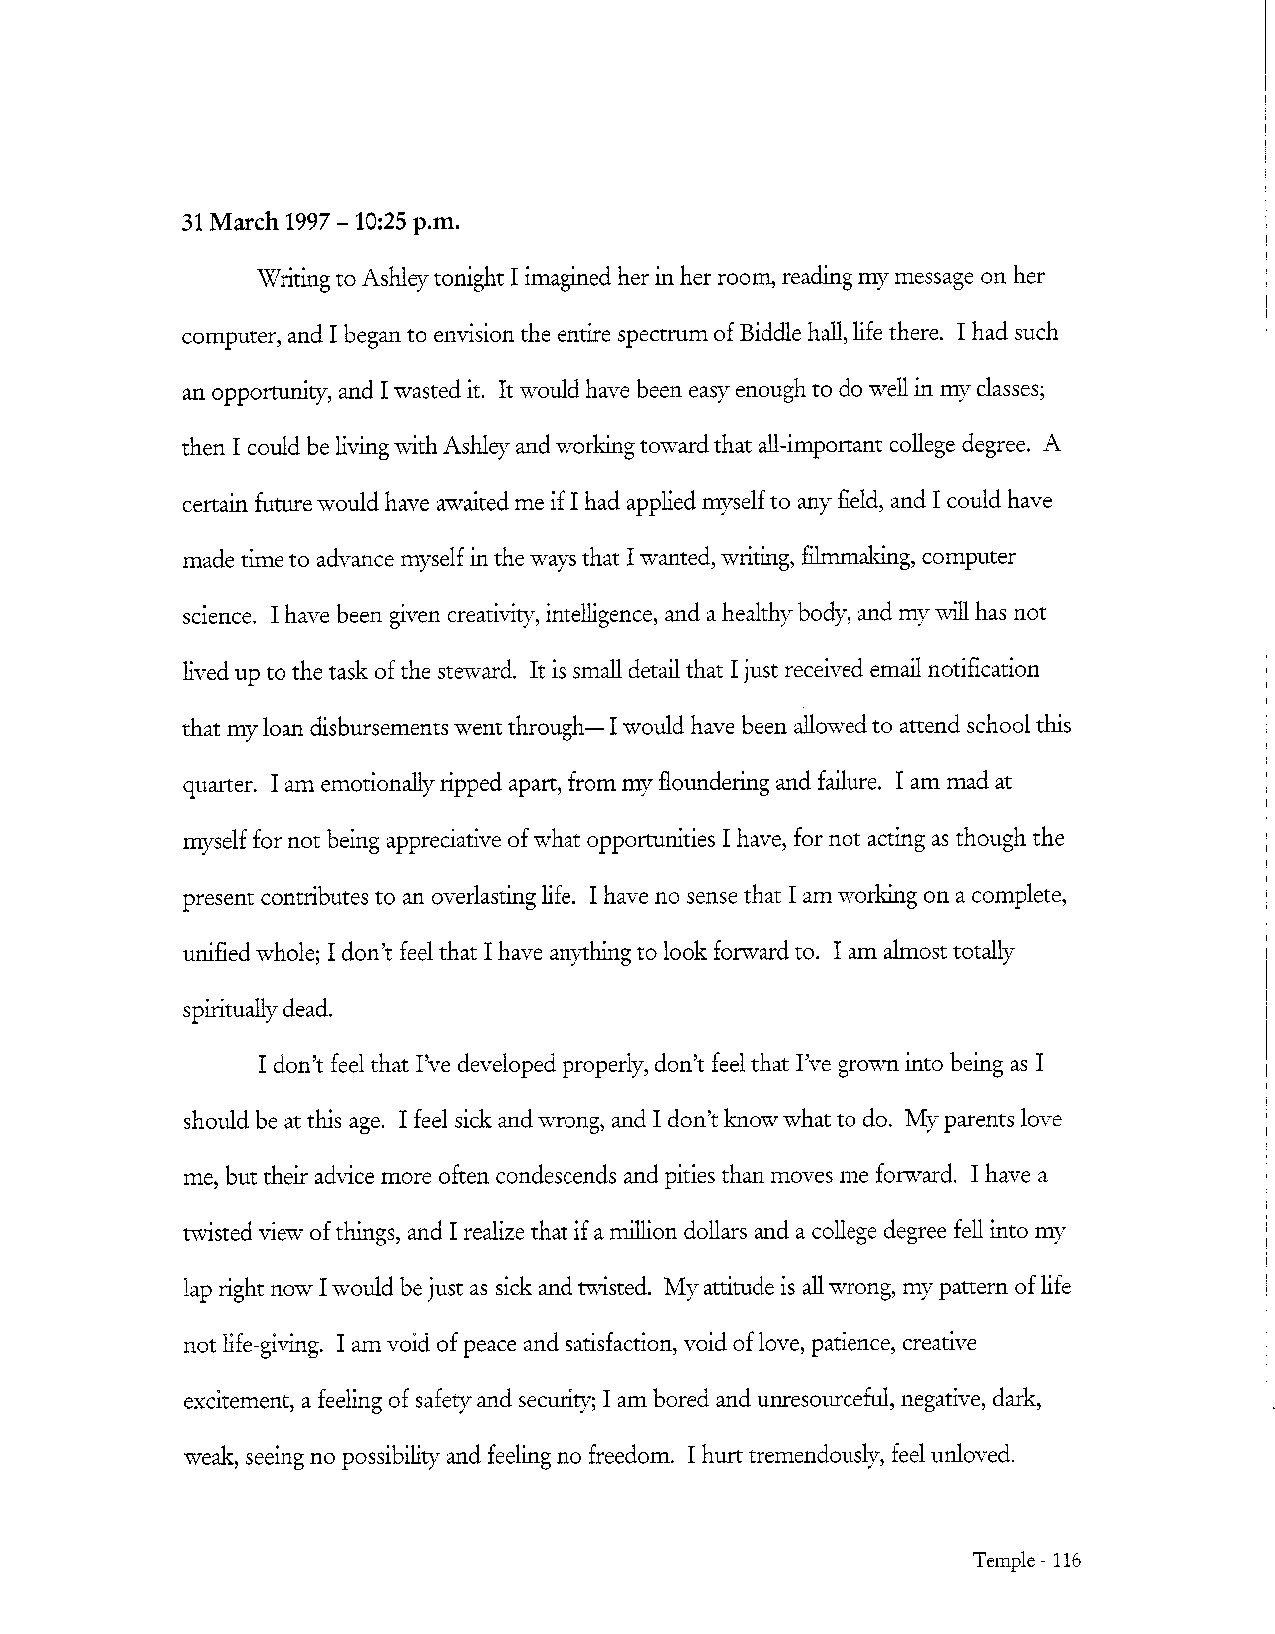 31 March 1997 – 10:25 p.m.
Writing to Ashley tonight I imagined her in her room, reading my message on her
computer, and I began to envision the entire spectrum of Biddle hall, life there. I had such
an opportunity, and I wasted it. It would have been easy enough to do well in my classes;
then I could be living with Ashley and working toward that all-important college degree. A
certain future would have awaited me if I had applied myself to any field, and I could have
made time to advance myself in the ways that I wanted, writing, filmmaking, computer
science. I have been given creativity, intelligence, and a healthy body, and my will has not
lived up to the task of the steward. It is small detail that I just received email notification
that my loan disbursements went through— I would have been allowed to attend school this
quarter. I am emotionally ripped apart, from my floundering and failure. I am mad at
myself for not being appreciative of what opportunities I have, for not acting as though the
present contributes to an overlasting life. I have no sense that I am working on a complete,
unified whole; I don't feel that I have anything to look forward to. I am almost totally
spiritually dead.
I don't feel that I've developed properly, don't feel that I've grown into being as I
should be at this age. I feel sick and wrong, and I don't know what to do. My parents love
me, but their advice more often condescends and pities than moves me forward. I have a
twisted view of things, and I realize that if a million dollars and a college degree fell into my
lap right now I would be just as sick and twisted. My attitude is all wrong, my pattern of life
not life-giving. I am void of peace and satisfaction, void of love, patience, creative
excitement, a feeling of safety and security; I am bored and unresourceful, negative, dark,
weak, seeing no possibility and feeling no freedom. I hurt tremendously, feel unloved.
Temple - 116